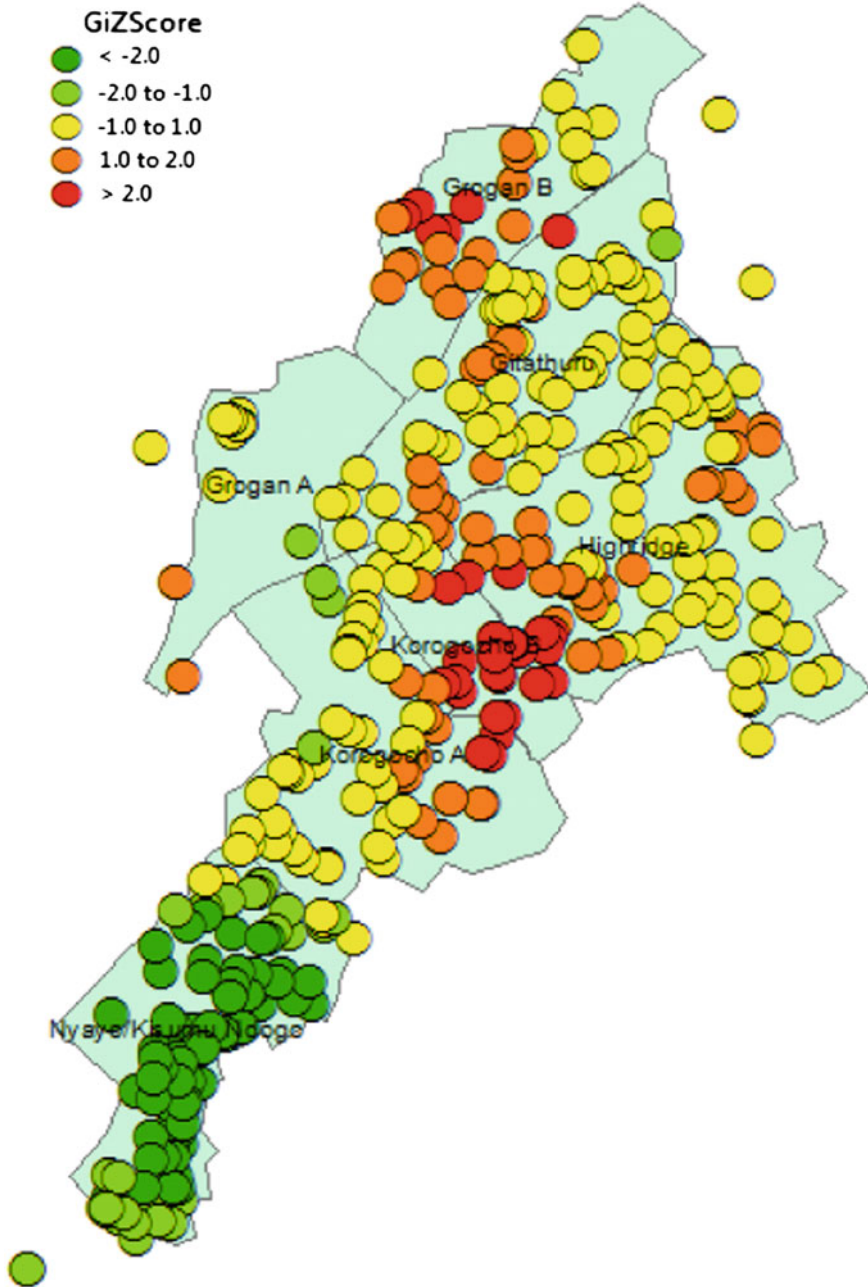 GiZScore
< -2.0
-2.0 to -1.0
-1.0 to 1.0
1.0 to 2.0
> 2.0
Grogan B
Gitathuru
Grogan A
Highridge
Korogocho B
Korogocho A
Nyayo/Kisumu Ndogo